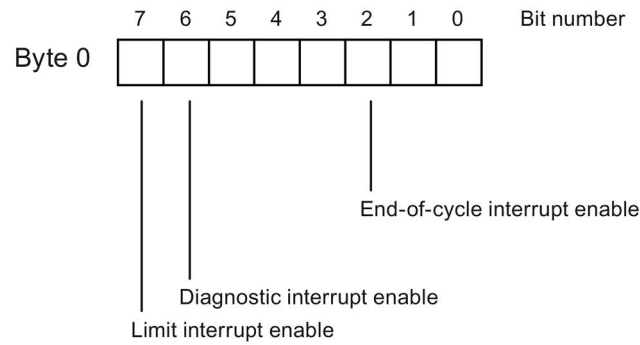 7 6 5 4 3 2 1 0 Bit number
Byte 0
End-of-cycle interrupt enable
Diagnostic interrupt enable
Limit interrupt enable